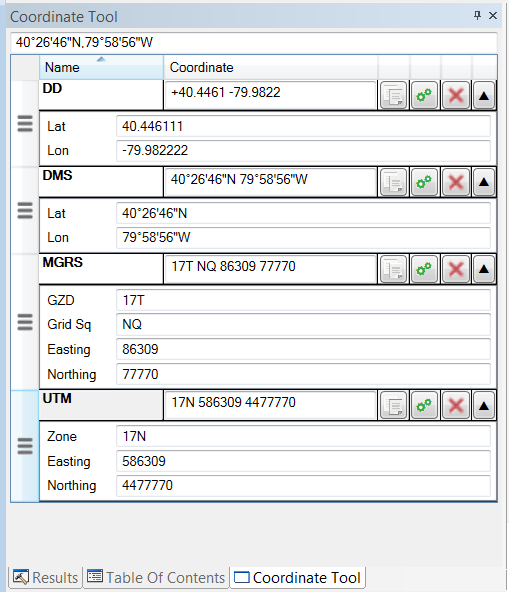 Coordinate Tool
40°26'46"N,79°58'56"W
Name Coordinate
DD +40.4461 -79.9822
Lat 40.446111
Lon -79.982222
DMS 40°26'46"N 79°58'56"W
Lat 40°26'46"N
Lon 79°58'56"W
MGRS 17T NQ 86309 77770
GZD 17T
Grid Sq NQ
Easting 86309
Northing 77770
UTM 17N 586309 4477770
Zone 17N
Easting 586309
Northing 4477770
Results Table Of Contents Coordinate Tool